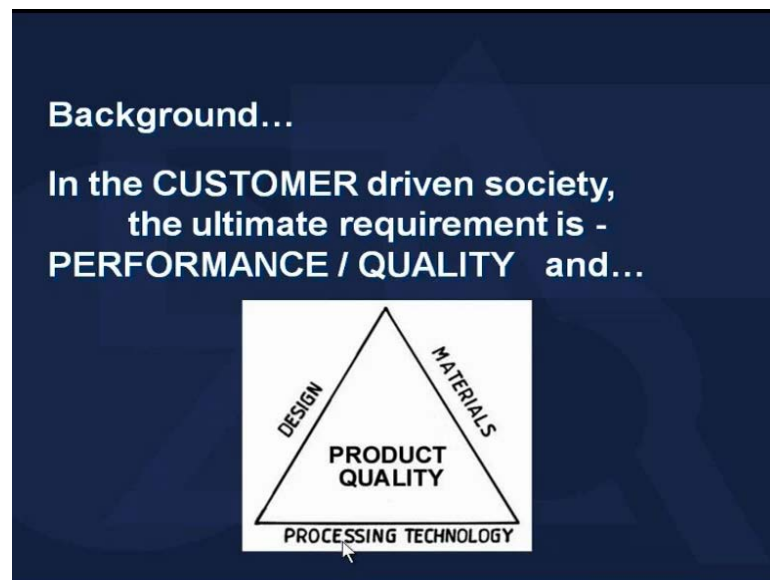 Background...
In the CUSTOMER driven society,
the ultimate requirement is -
PERFORMANCE / QUALITY and...
DESIGN
MATERIALS
PRODUCT
QUALITY
PROCESSING TECHNOLOGY